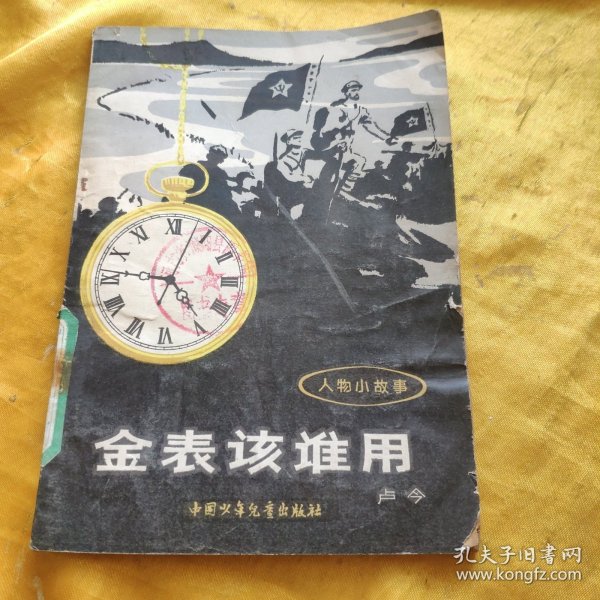 人物小故事
金表该谁用
卢今
中国少年儿童出版社
孔夫子旧书网
www.kongfz.com